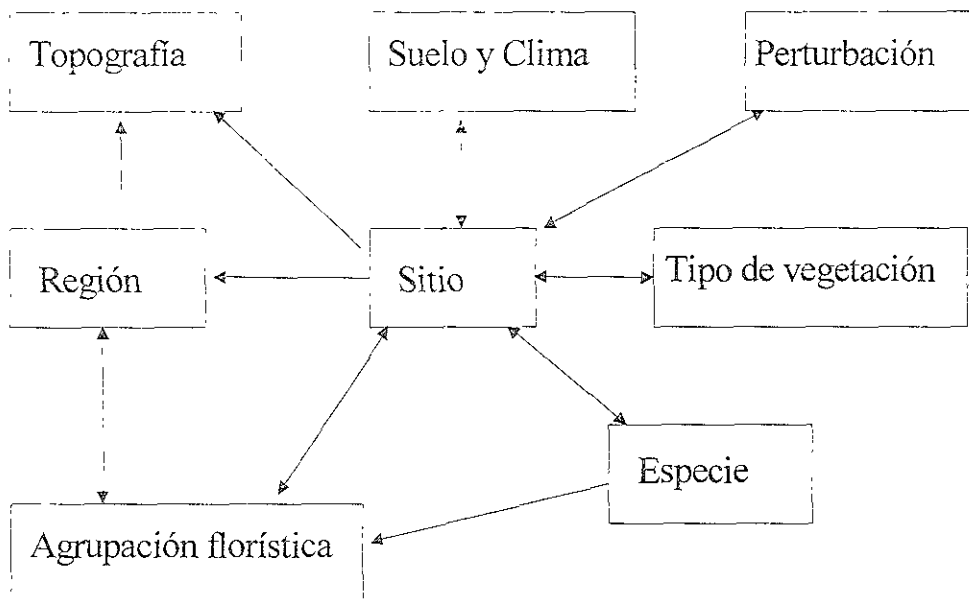 Topografía
Suelo y Clima
Perturbación
Región
Sitio
Tipo de vegetación
Especie
Agrupación florística